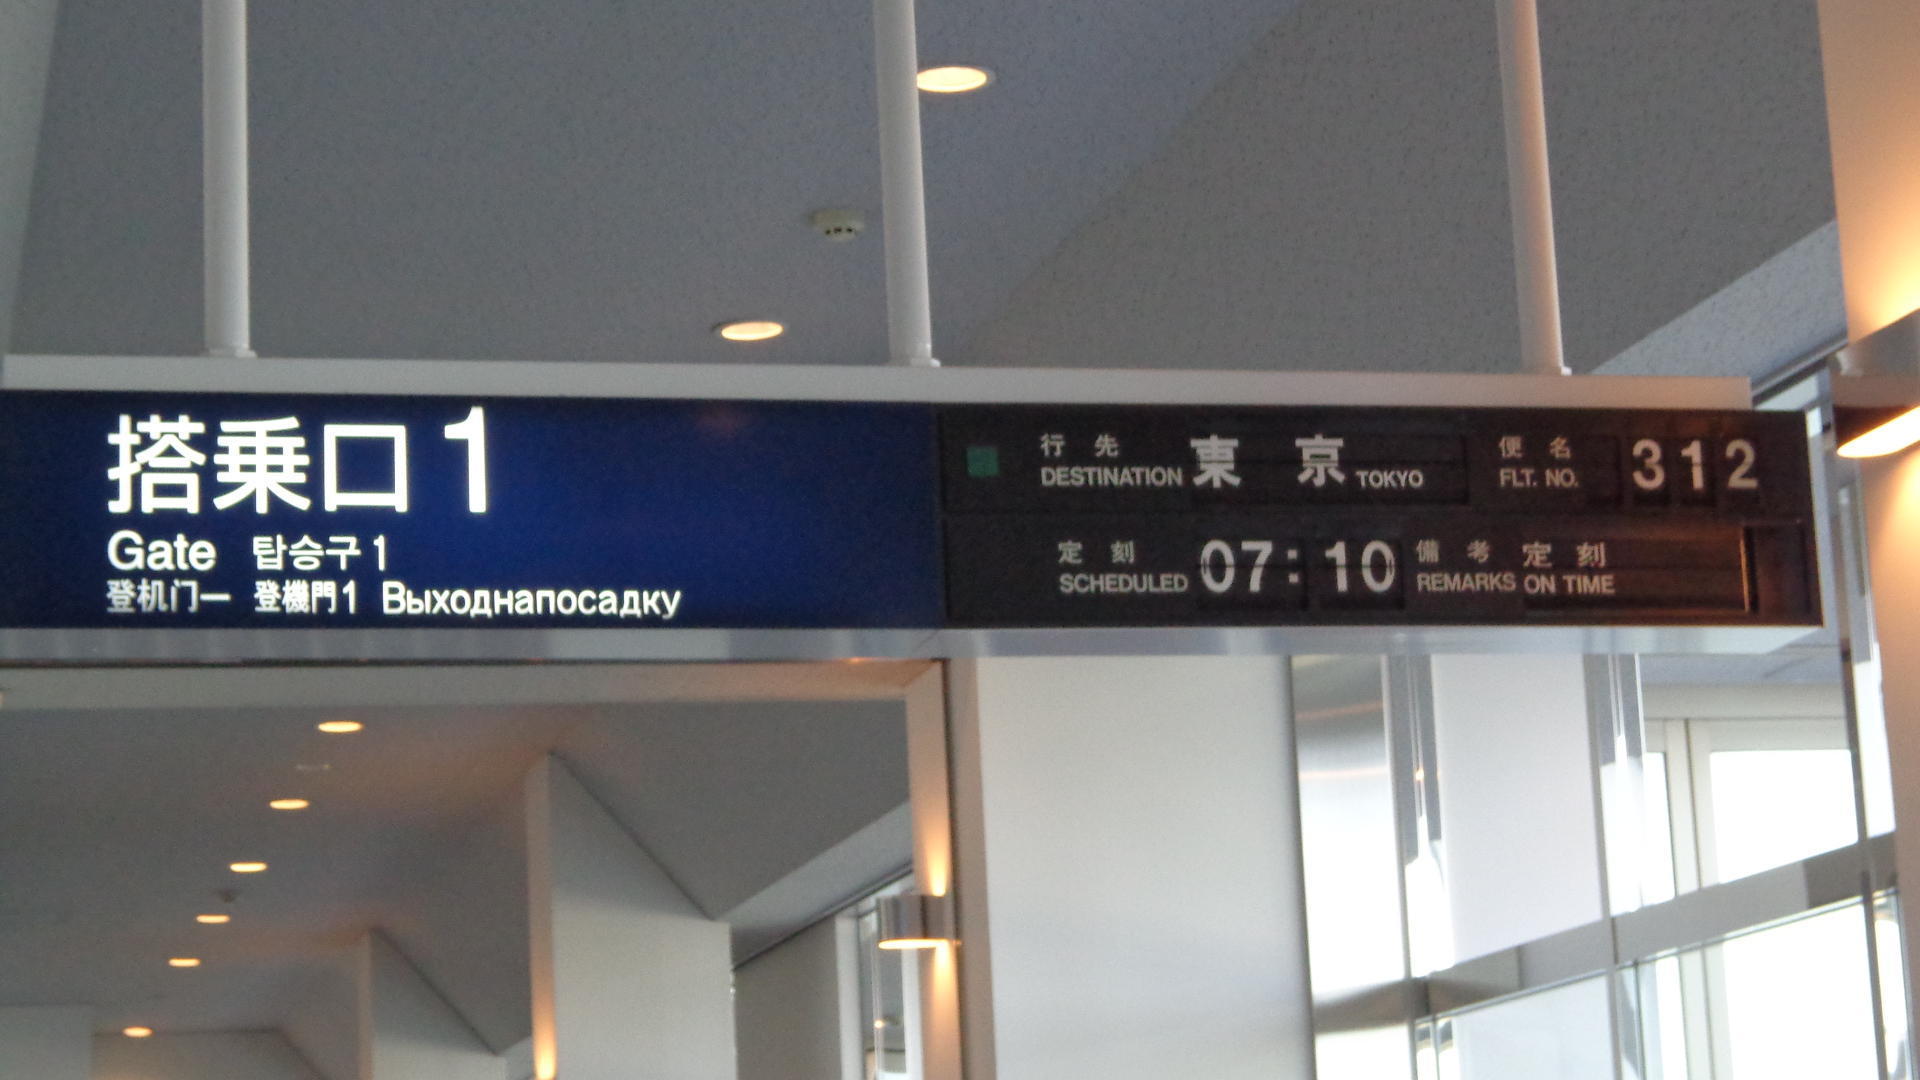 搭乗口 1
Gate 탑승구 1
登机门一 登機門1 Выходнапосадку
行先 東京 便名 312
DESTINATION TOKYO FLT. NO.
定刻 07:10 備考 定刻
SCHEDULED REMARKS ON TIME